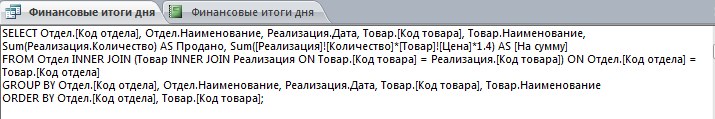 Финансовые итоги дня
Финансовые итоги дня
SELECT Отдел.[Код отдела], Отдел.Наименование, Реализация.Дата, Товар.[Код товара], Товар.Наименование,
Sum(Реализация.Количество) AS Продано, Sum([Реализация]![Количество]*[Товар]![Цена]*1.4) AS [На сумму]
FROM Отдел INNER JOIN (Товар INNER JOIN Реализация ON Товар.[Код товара] = Реализация.[Код товара]) ON Отдел.[Код отдела] =
Товар.[Код отдела]
GROUP BY Отдел.[Код отдела], Отдел.Наименование, Реализация.Дата, Товар.[Код товара], Товар.Наименование
ORDER BY Отдел.[Код отдела], Товар.[Код товара];